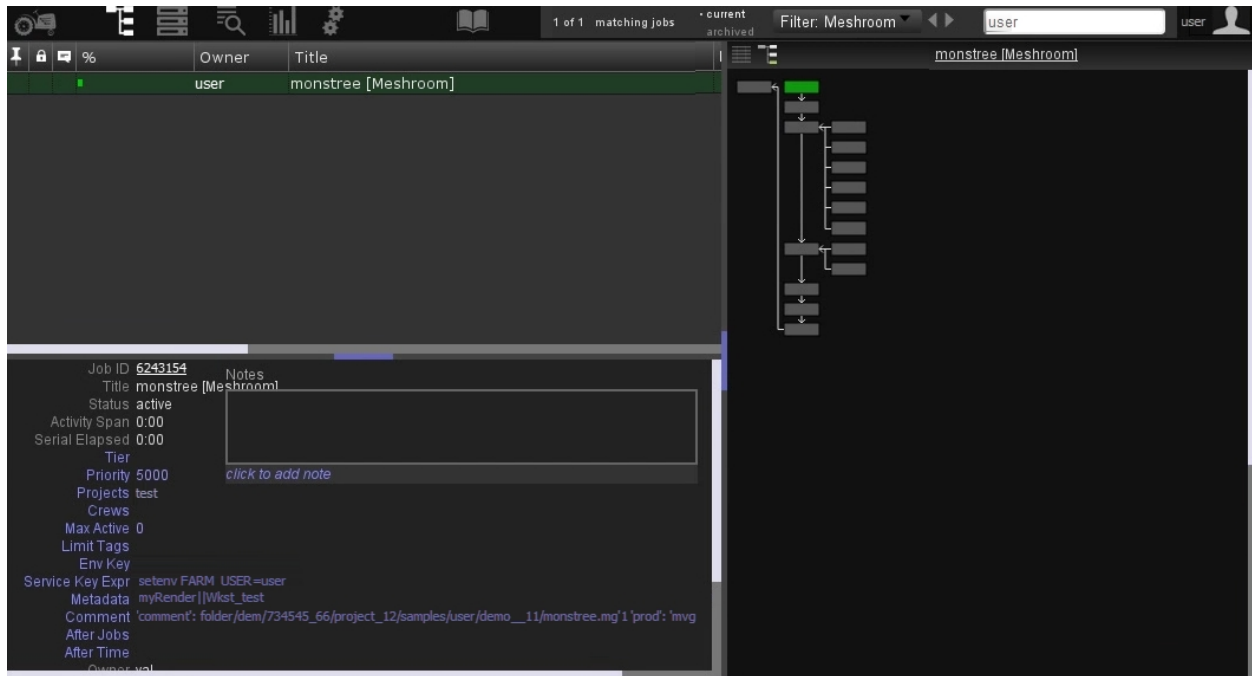 1 of 1 matching jobs
· current
archived
Filter: Meshroom
user
user
% Owner Title
user monstree [Meshroom]
monstree [Meshroom]
Job ID 6243154
Title monstree [Meshroom]
Status active
Activity Span 0:00
Serial Elapsed 0:00
Tier
Priority 5000
Projects test
Crews
Max Active 0
Limit Tags
Env Key
Service Key Expr setenv FARM_USER=user
Metadata myRender||Wkst_test
Comment 'comment': folder/dem/734545_66/project_12/samples/user/demo__11/monstree.mg'1 'prod': 'mvg
After Jobs
After Time
Owner val
Notes
click to add note